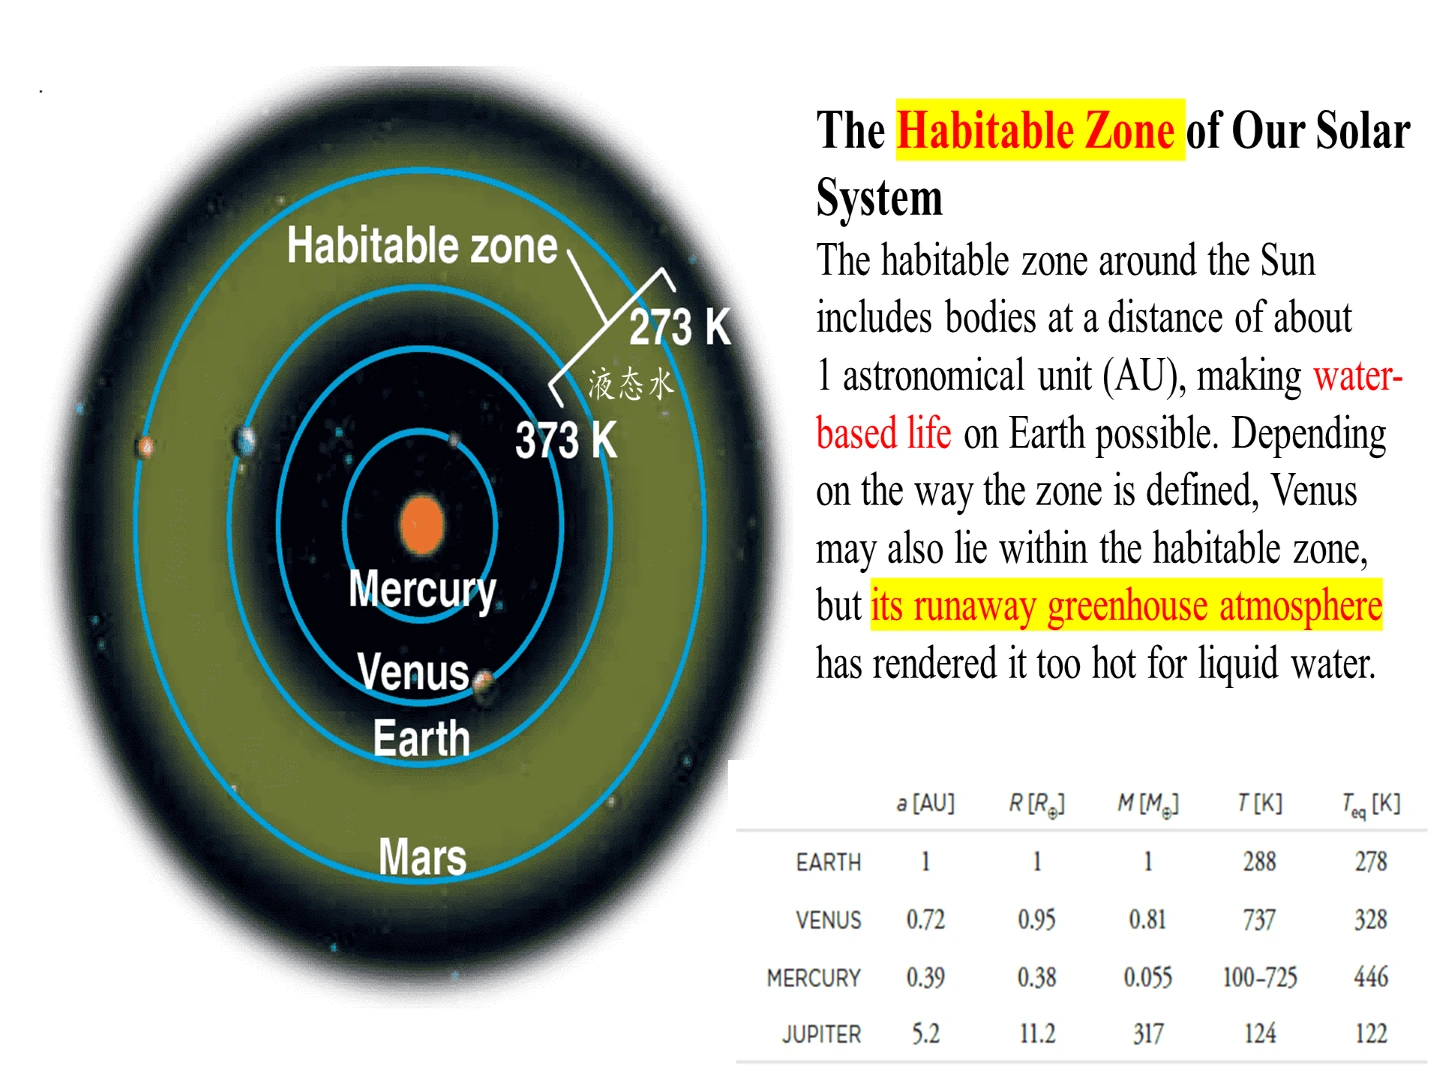 The Habitable Zone of Our Solar
System
The habitable zone around the Sun
includes bodies at a distance of about
1 astronomical unit (AU), making water-
based life on Earth possible. Depending
on the way the zone is defined, Venus
may also lie within the habitable zone,
but its runaway greenhouse atmosphere
has rendered it too hot for liquid water.
Habitable zone
273 K
液态水
373 K
Mercury
Venus
Earth
Mars
a [AU] R [R⊕] M [M⊕] T [K] Teq [K]
EARTH 1 1 1 288 278
VENUS 0.72 0.95 0.81 737 328
MERCURY 0.39 0.38 0.055 100–725 446
JUPITER 5.2 11.2 317 124 122